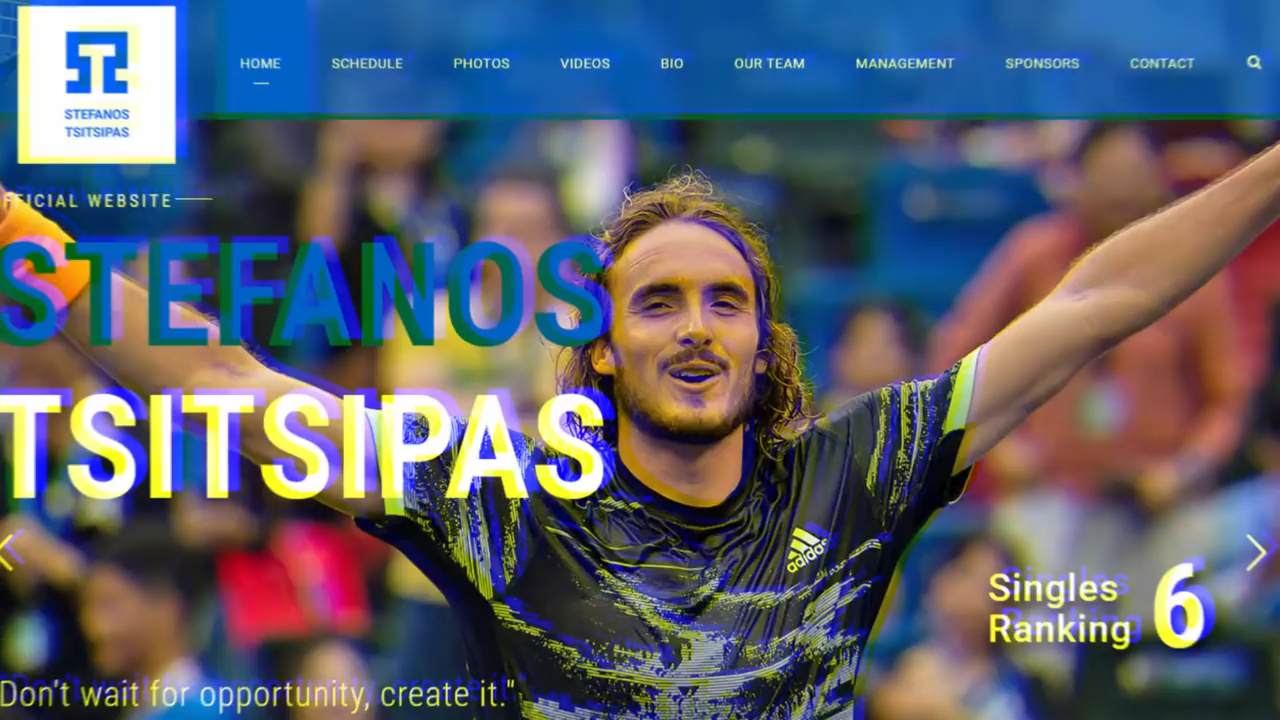 STEFANOS
TSITSIPAS
HOME SCHEDULE PHOTOS VIDEOS BIO OUR TEAM MANAGEMENT SPONSORS CONTACT
FFICIAL WEBSITE
STEFANOS
TSITSIPAS
adidas
Singles
Ranking 6
Don't wait for opportunity, create it."